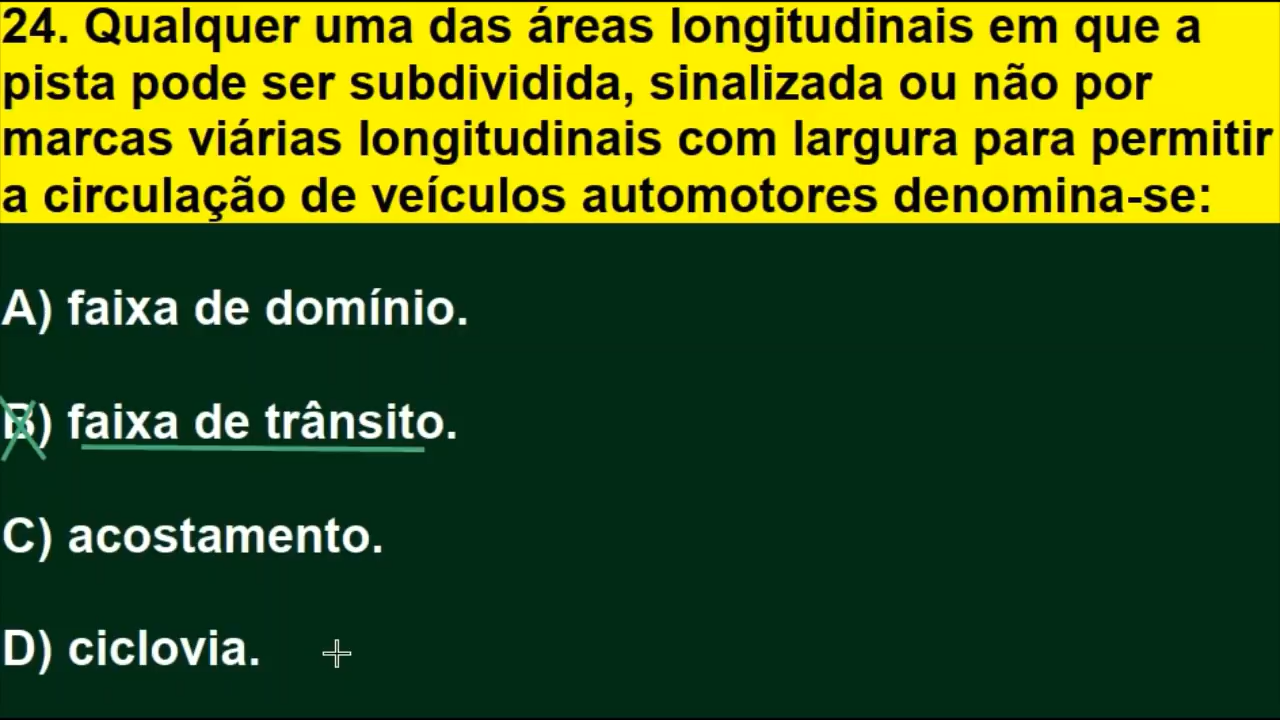 24. Qualquer uma das áreas longitudinais em que a
pista pode ser subdividida, sinalizada ou não por
marcas viárias longitudinais com largura para permitir
a circulação de veículos automotores denomina-se:
A) faixa de domínio.
B) faixa de trânsito.
C) acostamento.
D) ciclovia.